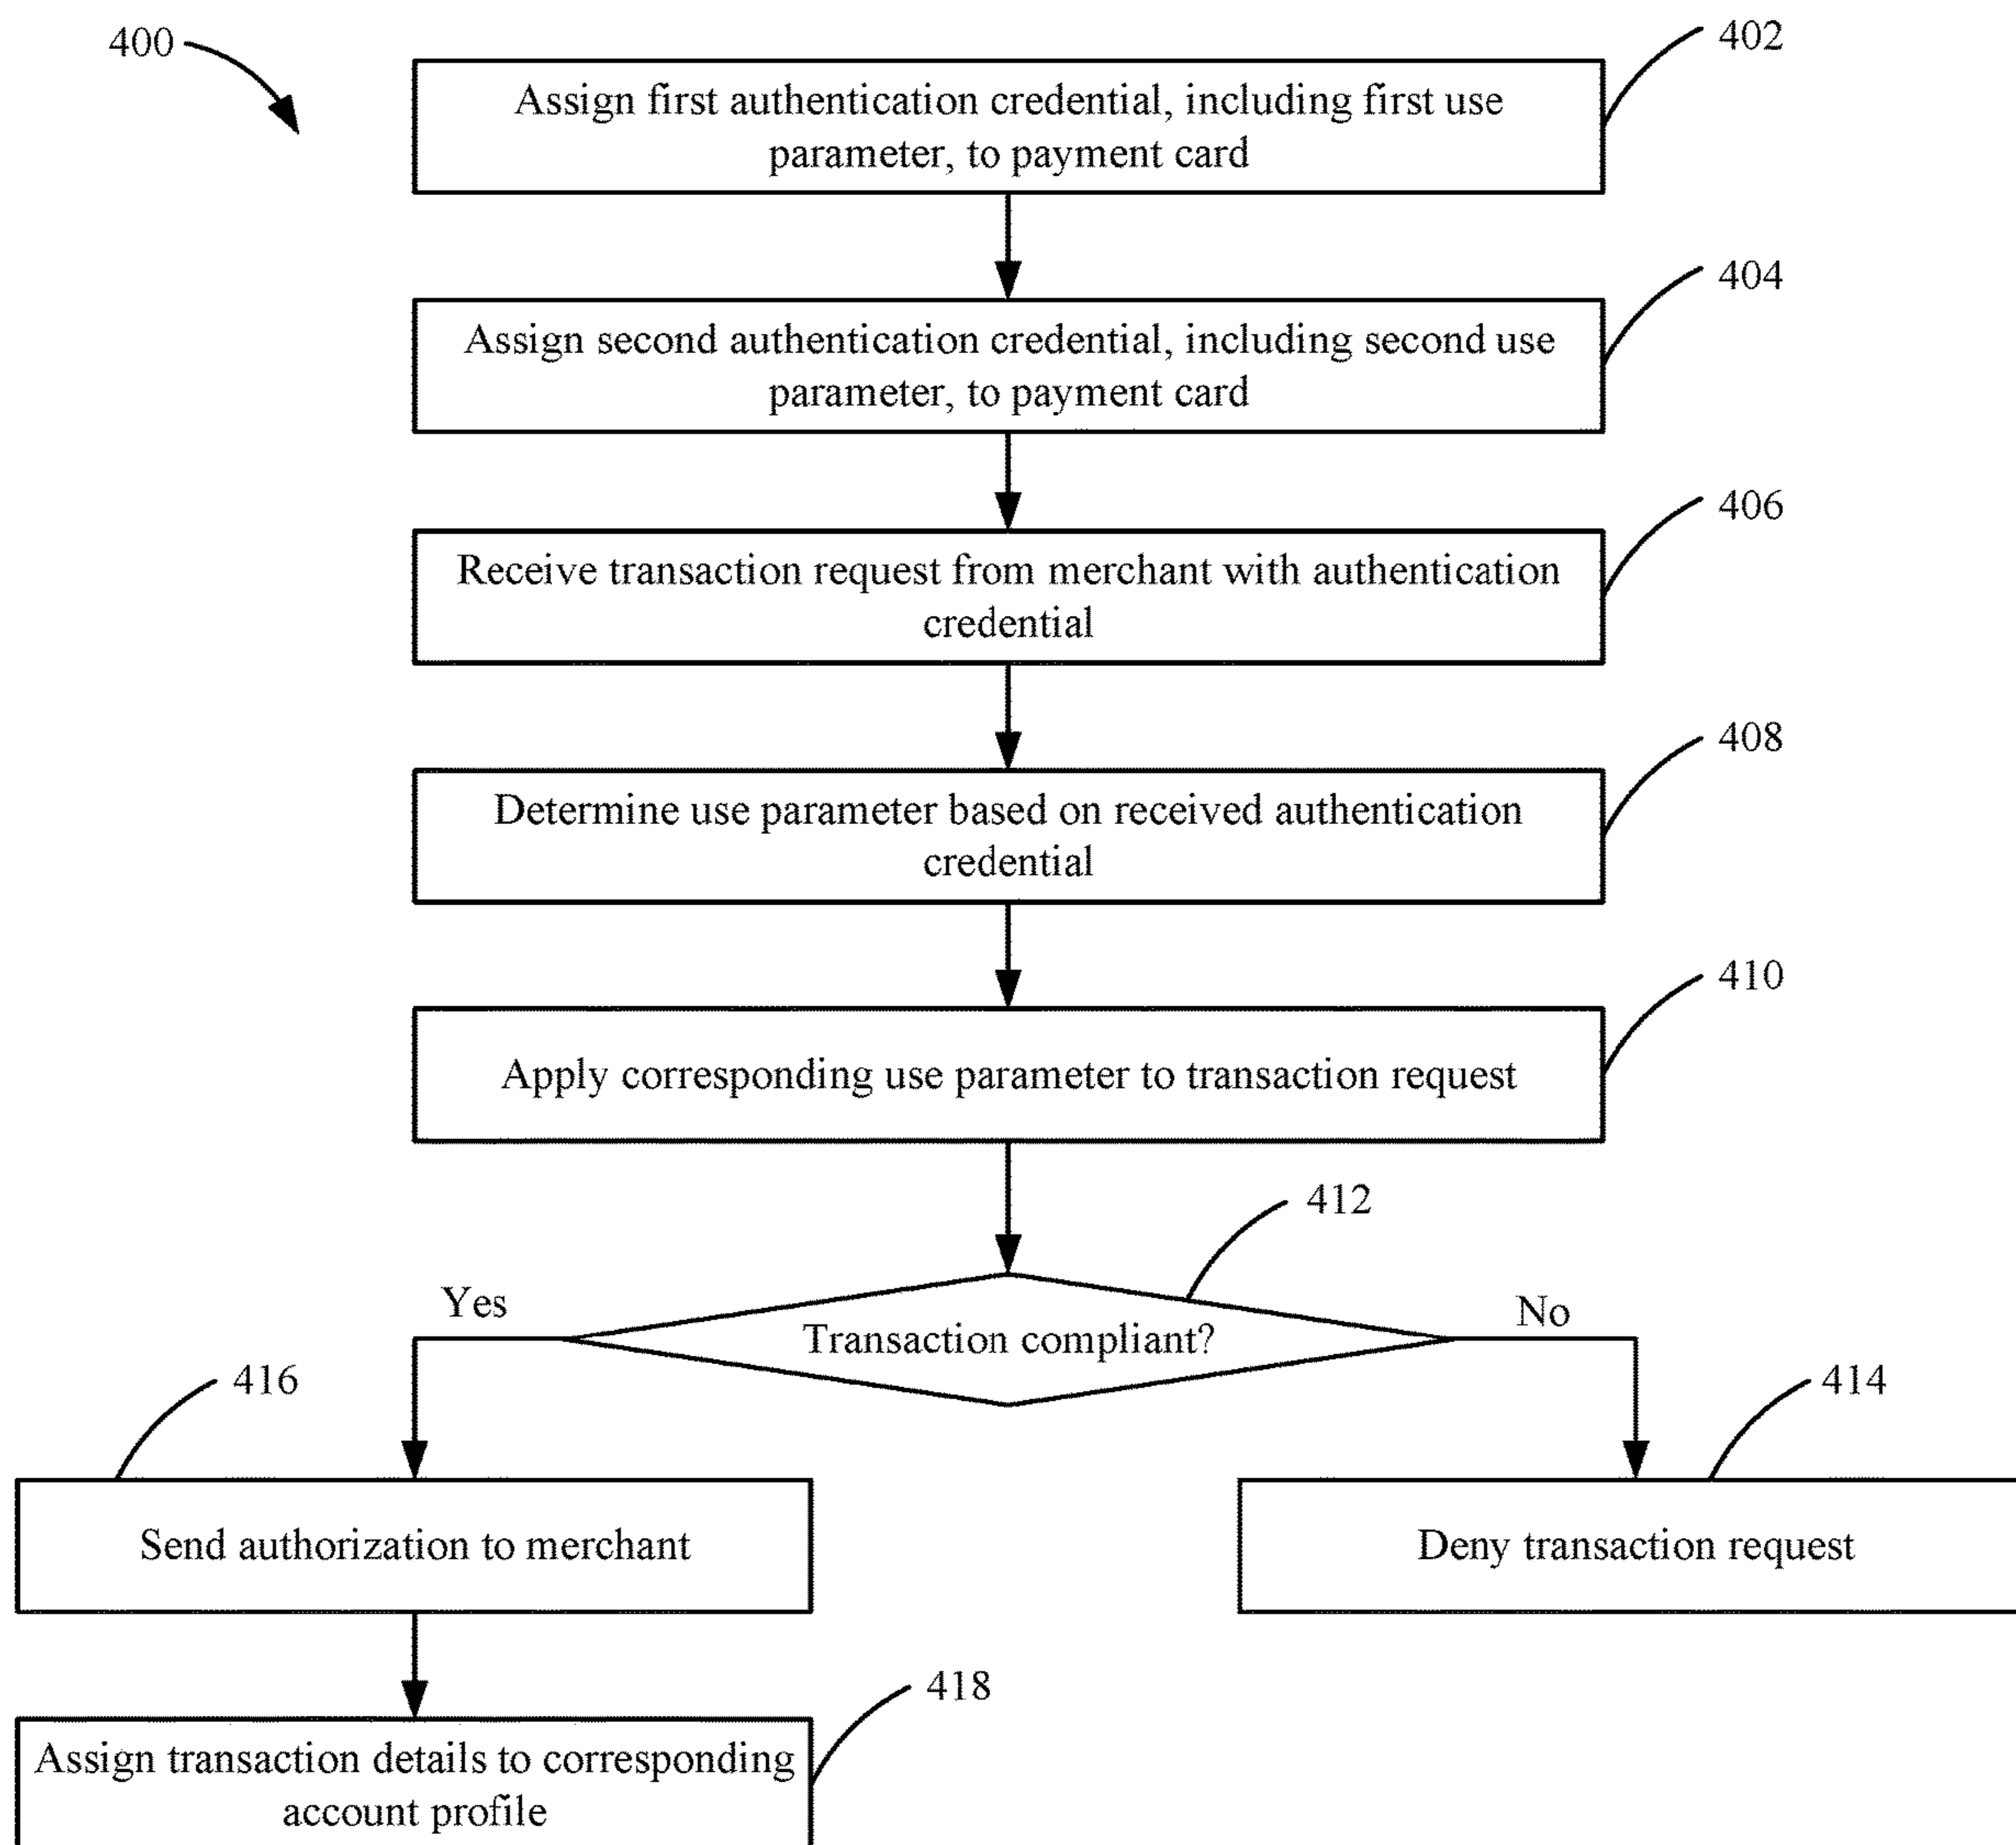 400
402
Assign first authentication credential, including first use
parameter, to payment card
404
Assign second authentication credential, including second use
parameter, to payment card
406
Receive transaction request from merchant with authentication
credential
408
Determine use parameter based on received authentication
credential
410
Apply corresponding use parameter to transaction request
412
Yes
No
Transaction compliant?
416
414
Send authorization to merchant
Deny transaction request
418
Assign transaction details to corresponding
account profile